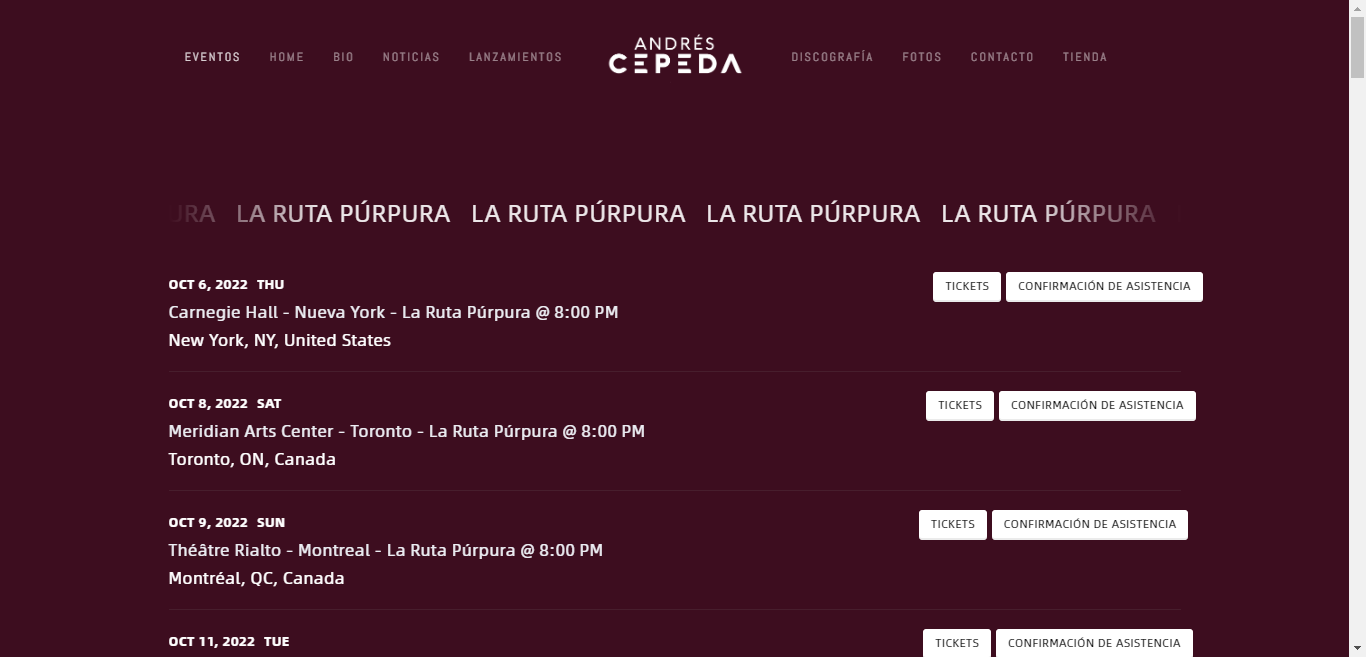 EVENTOS HOME BIO NOTICIAS LANZAMIENTOS ANDRÉS CEPEDA DISCOGRAFÍA FOTOS CONTACTO TIENDA
URA LA RUTA PÚRPURA LA RUTA PÚRPURA LA RUTA PÚRPURA LA RUTA PÚRPURA
OCT 6, 2022 THU TICKETS CONFIRMACIÓN DE ASISTENCIA
Carnegie Hall - Nueva York - La Ruta Púrpura @ 8:00 PM
New York, NY, United States
OCT 8, 2022 SAT TICKETS CONFIRMACIÓN DE ASISTENCIA
Meridian Arts Center - Toronto - La Ruta Púrpura @ 8:00 PM
Toronto, ON, Canada
OCT 9, 2022 SUN TICKETS CONFIRMACIÓN DE ASISTENCIA
Théâtre Rialto - Montreal - La Ruta Púrpura @ 8:00 PM
Montréal, QC, Canada
OCT 11, 2022 TUE TICKETS CONFIRMACIÓN DE ASISTENCIA